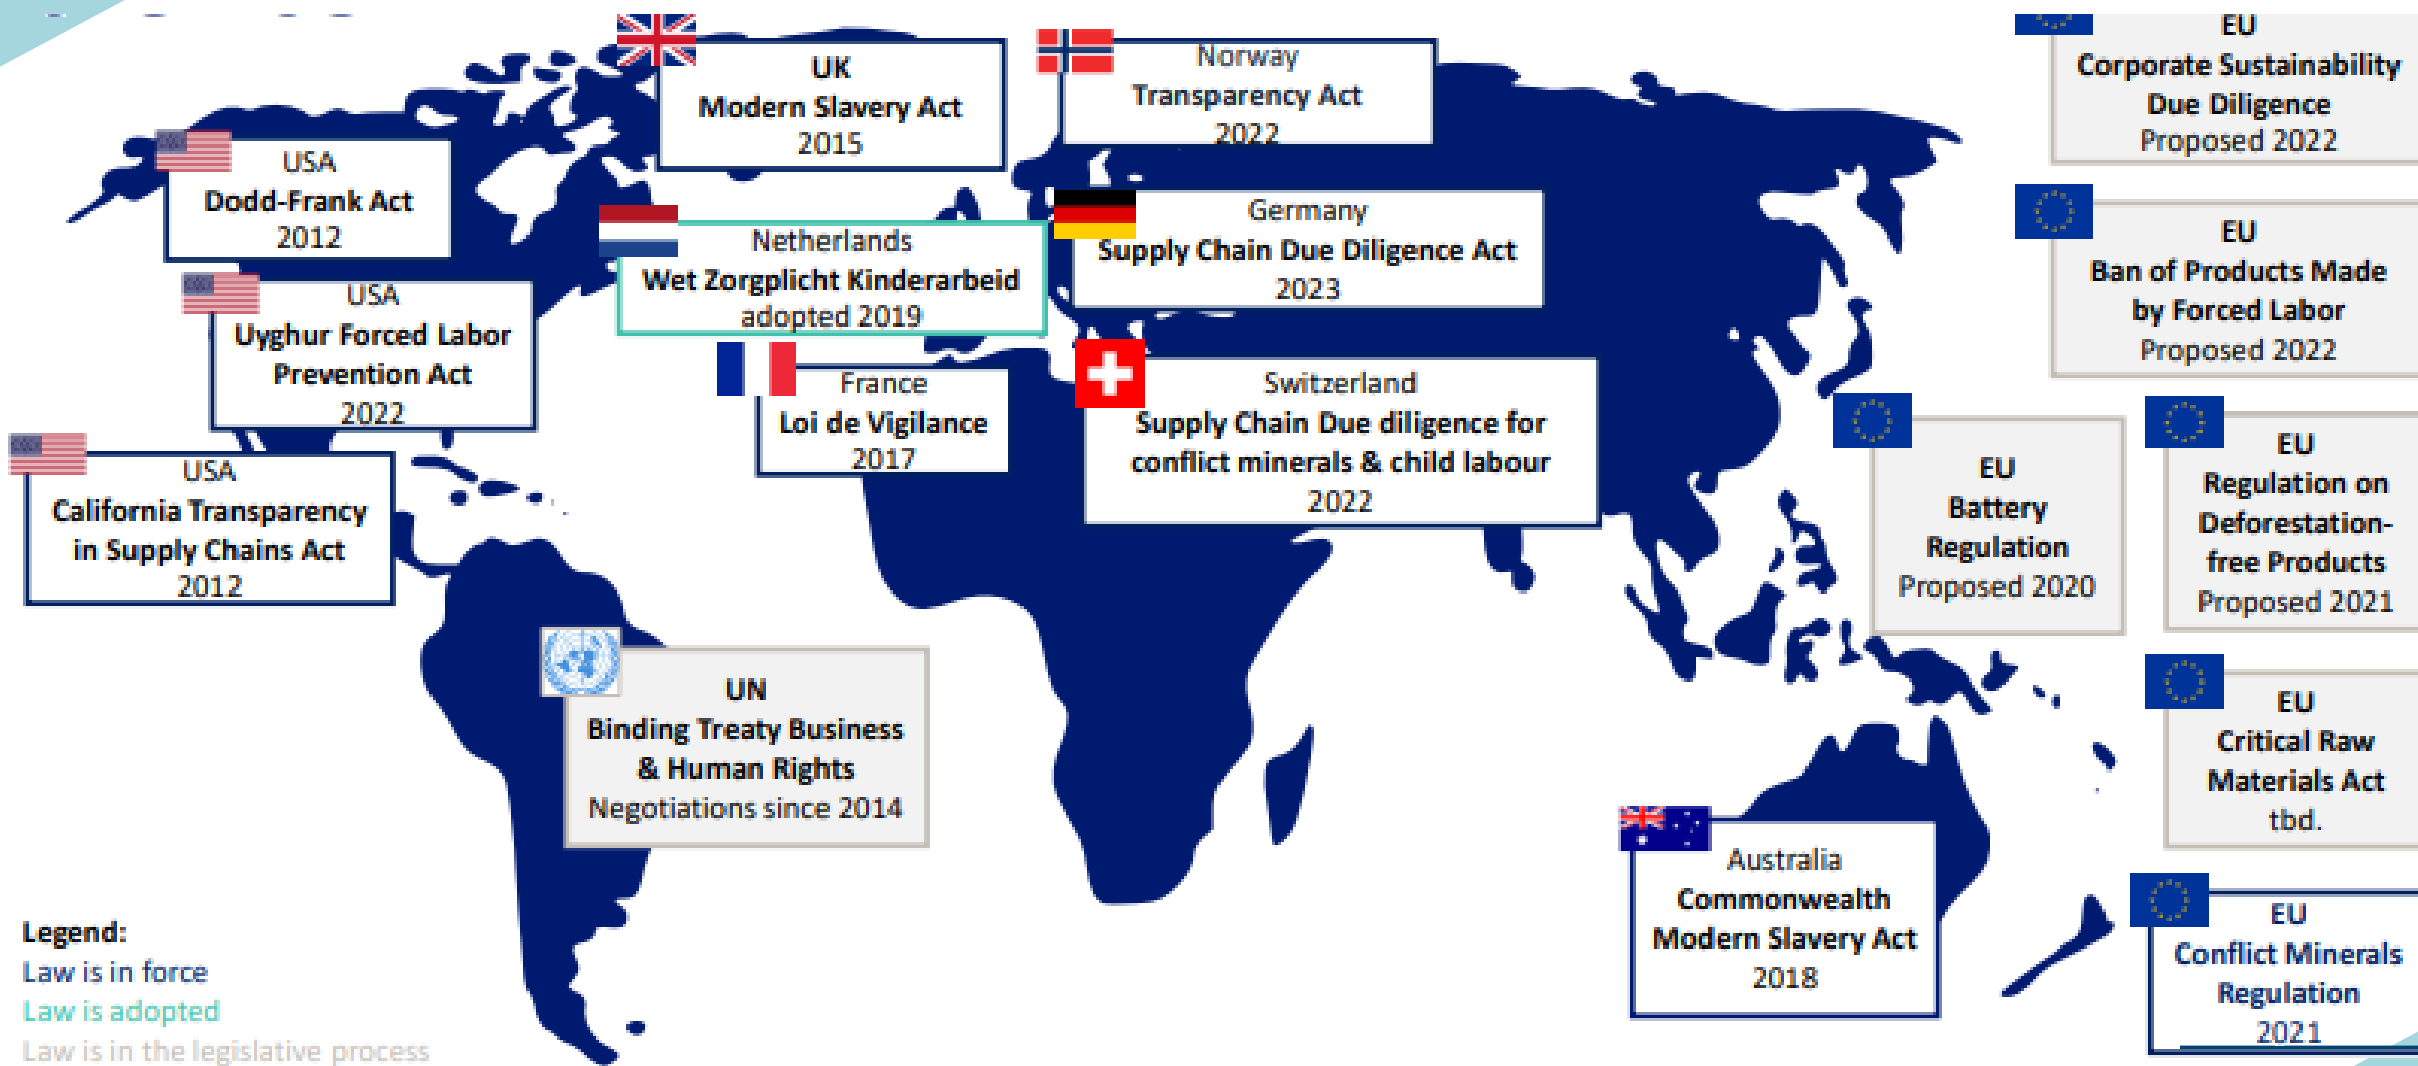 UK
Modern Slavery Act
2015
Norway
Transparency Act
2022
EU
Corporate Sustainability
Due Diligence
Proposed 2022
USA
Dodd-Frank Act
2012
Netherlands
Wet Zorgplicht Kinderarbeid
adopted 2019
Germany
Supply Chain Due Diligence Act
2023
EU
Ban of Products Made
by Forced Labor
Proposed 2022
USA
Uyghur Forced Labor
Prevention Act
2022
France
Loi de Vigilance
2017
Switzerland
Supply Chain Due diligence for
conflict minerals & child labour
2022
EU
Battery
Regulation
Proposed 2020
EU
Regulation on
Deforestation-
free Products
Proposed 2021
USA
California Transparency
in Supply Chains Act
2012
UN
Binding Treaty Business
& Human Rights
Negotiations since 2014
EU
Critical Raw
Materials Act
tbd.
Australia
Commonwealth
Modern Slavery Act
2018
EU
Conflict Minerals
Regulation
2021
Legend:
Law is in force
Law is adopted
Law is in the legislative process